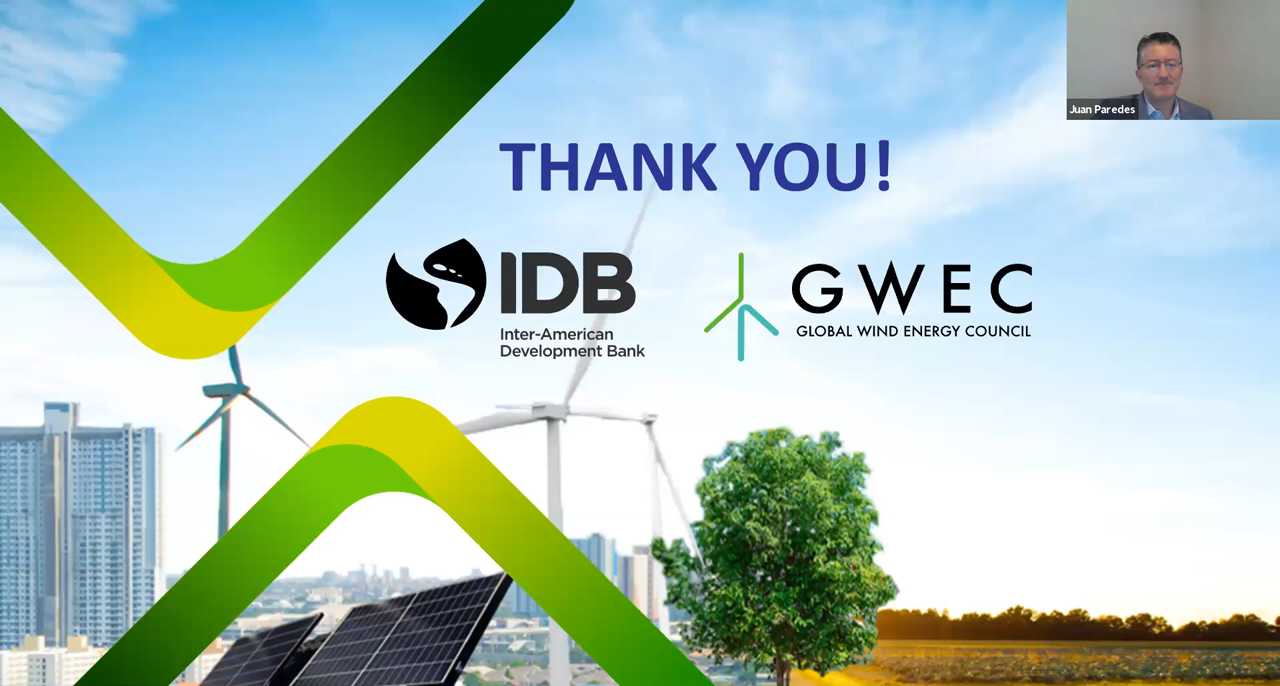 Juan Paredes
THANK YOU!
IDB
Inter-American
Development Bank
GWEC
GLOBAL WIND ENERGY COUNCIL